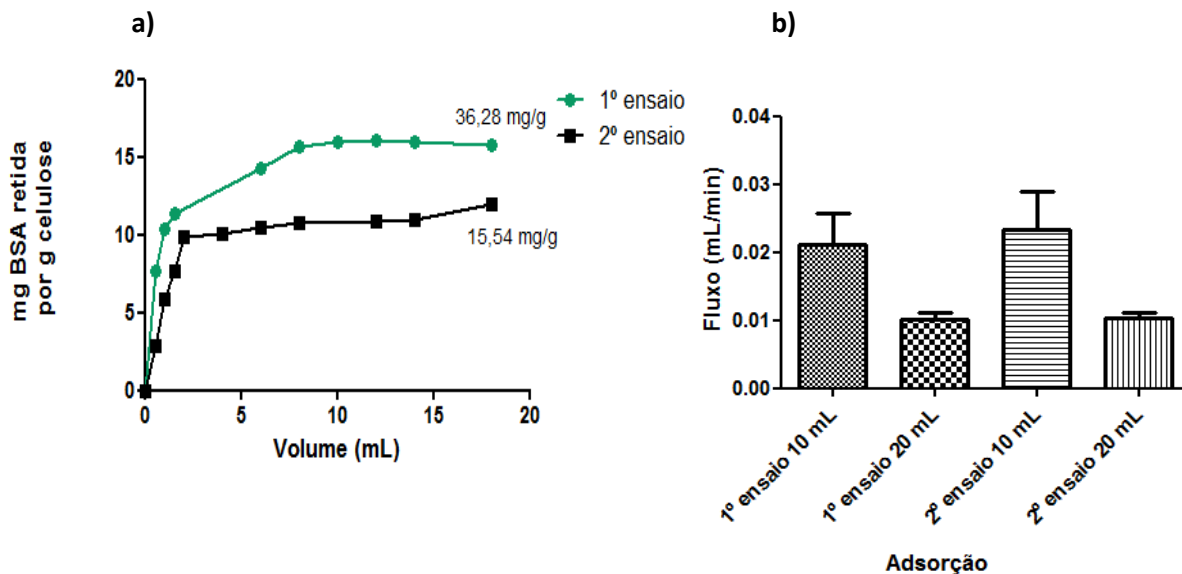 a)
mg BSA retida
por g celulose
20
15
10
5
0
0
5
10
15
20
Volume (mL)
36,28 mg/g
15,54 mg/g
1º ensaio
2º ensaio
b)
Fluxo (mL/min)
0.04
0.03
0.02
0.01
0.00
1º ensaio 10 mL
1º ensaio 20 mL
2º ensaio 10 mL
2º ensaio 20 mL
Adsorção